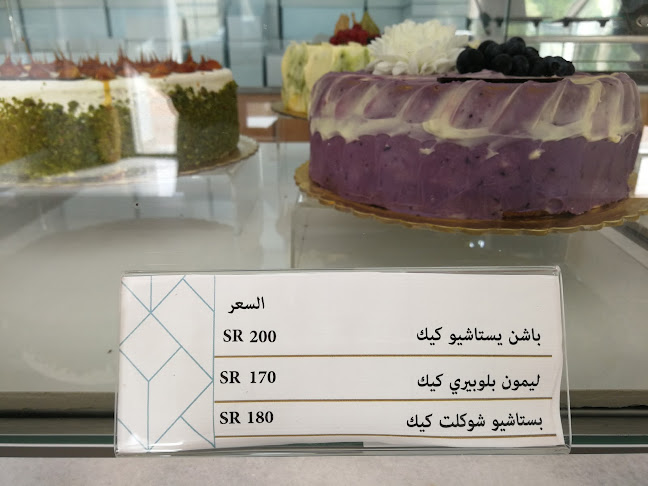 السعر
باشن يستاشيو كيك SR 200
ليمون بلوبيري كيك SR 170
بستاشيو شوكلت كيك SR 180